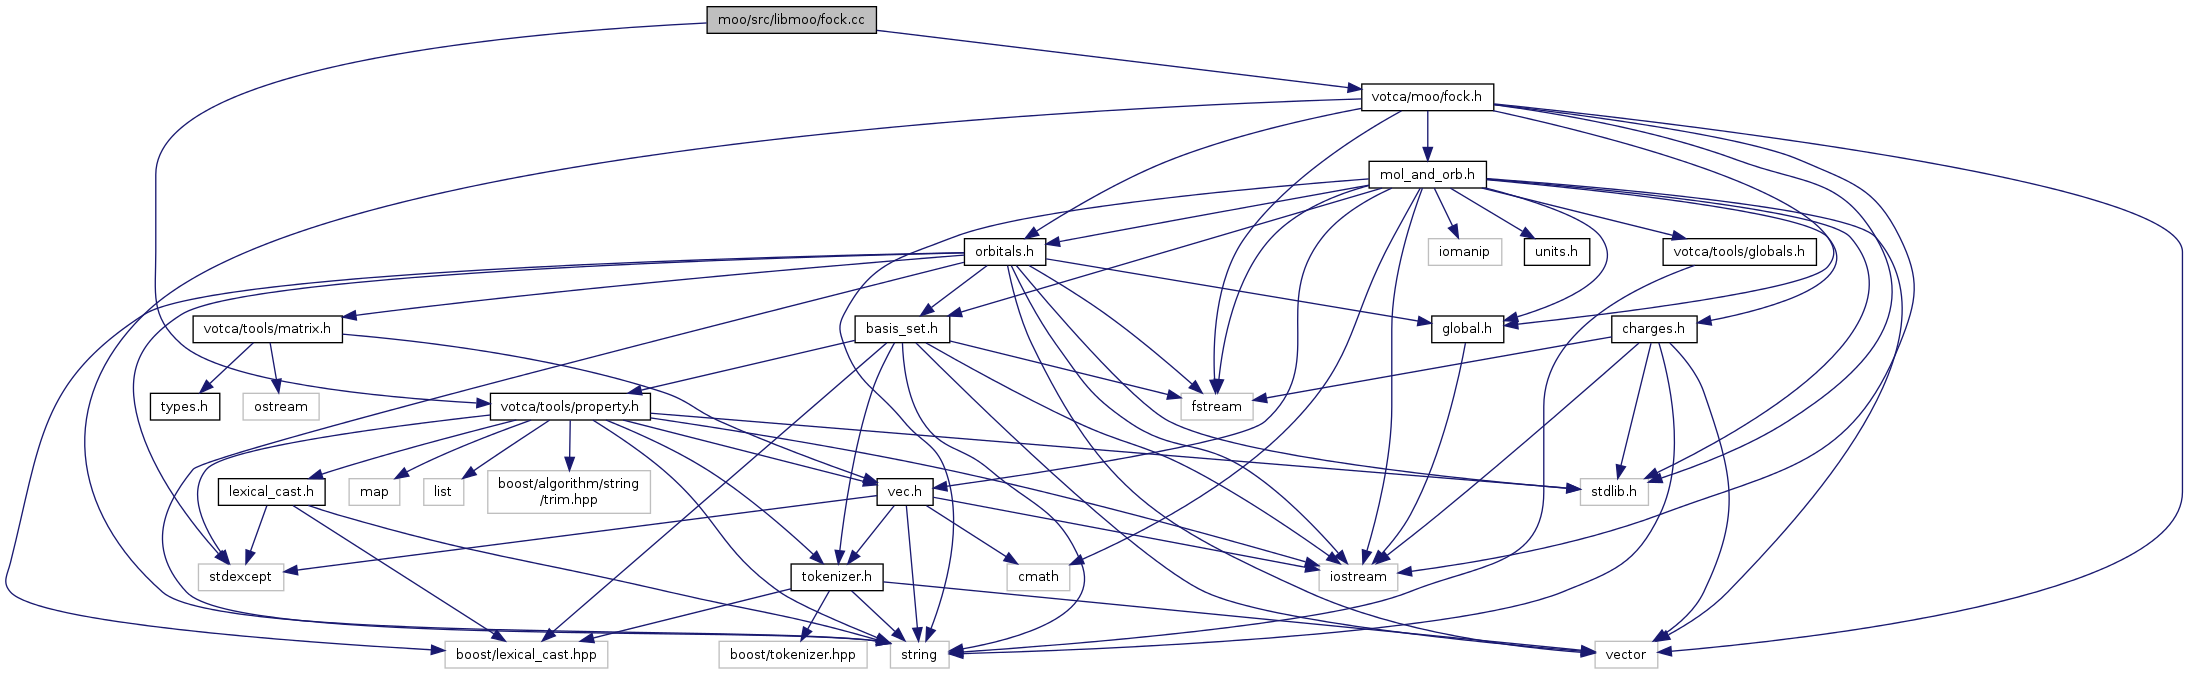 moo/src/libmoo/fock.cc
votca/moo/fock.h
mol_and_orb.h
orbitals.h
iomanip
units.h
votca/tools/globals.h
votca/tools/matrix.h
basis_set.h
global.h
charges.h
types.h
ostream
votca/tools/property.h
fstream
lexical_cast.h
map
list
boost/algorithm/string
/trim.hpp
vec.h
stdlib.h
stdexcept
tokenizer.h
cmath
iostream
boost/lexical_cast.hpp
boost/tokenizer.hpp
string
vector